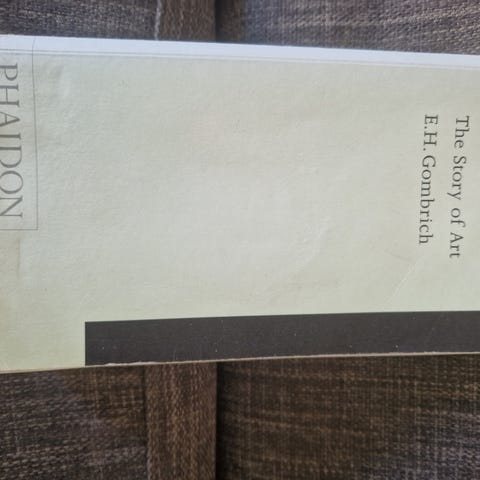 The Story of Art
E.H. Gombrich
PHAIDON